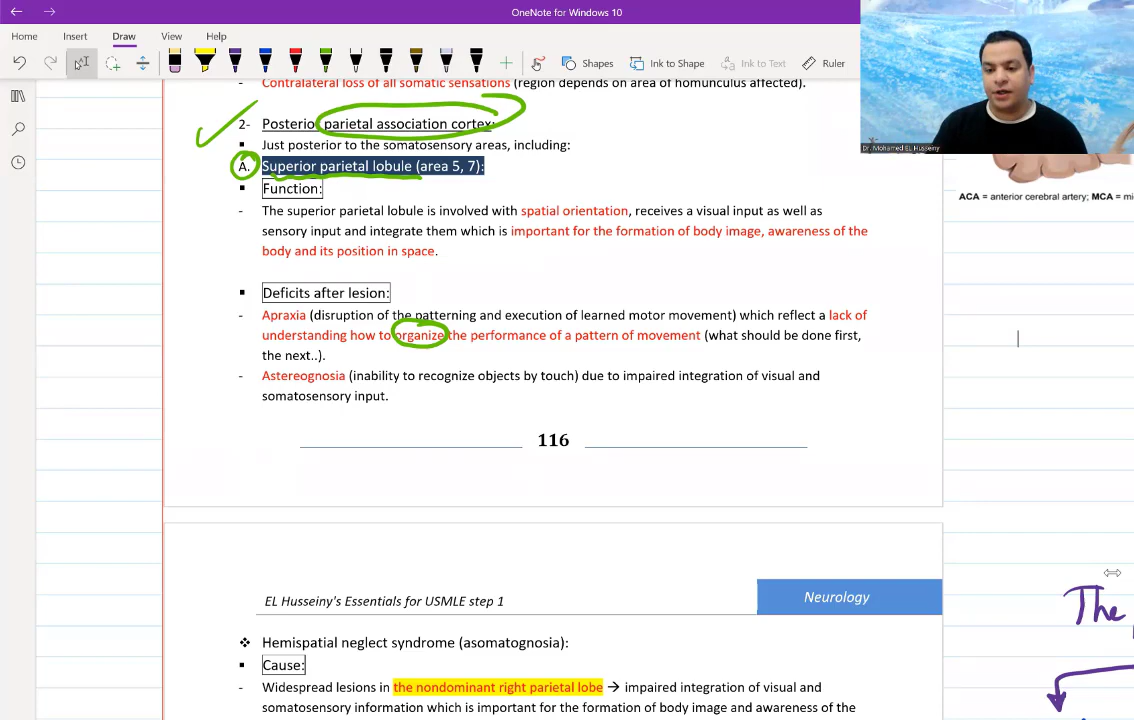 OneNote for Windows 10
Home Insert Draw View Help
Shapes Ink to Shape Ink to Text Ruler
- Contralateral loss of all somatic sensations (region depends on area of homunculus affected).
2- Posterio parietal association cortex:
▪ Just posterior to the somatosensory areas, including:
A. Superior parietal lobule (area 5, 7):
▪ Function:
- The superior parietal lobule is involved with spatial orientation, receives a visual input as well as
sensory input and integrate them which is important for the formation of body image, awareness of the
body and its position in space.
▪ Deficits after lesion:
- Apraxia (disruption of the patterning and execution of learned motor movement) which reflect a lack of
understanding how to organize the performance of a pattern of movement (what should be done first,
the next..).
- Astereognosia (inability to recognize objects by touch) due to impaired integration of visual and
somatosensory input.
116
EL Husseiny's Essentials for USMLE step 1
Neurology
❖ Hemispatial neglect syndrome (asomatognosia):
▪ Cause:
- Widespread lesions in the nondominant right parietal lobe → impaired integration of visual and
somatosensory information which is important for the formation of body image and awareness of the
Dr. Mohamed EL Husseiny
ACA = anterior cerebral artery; MCA = mi
The